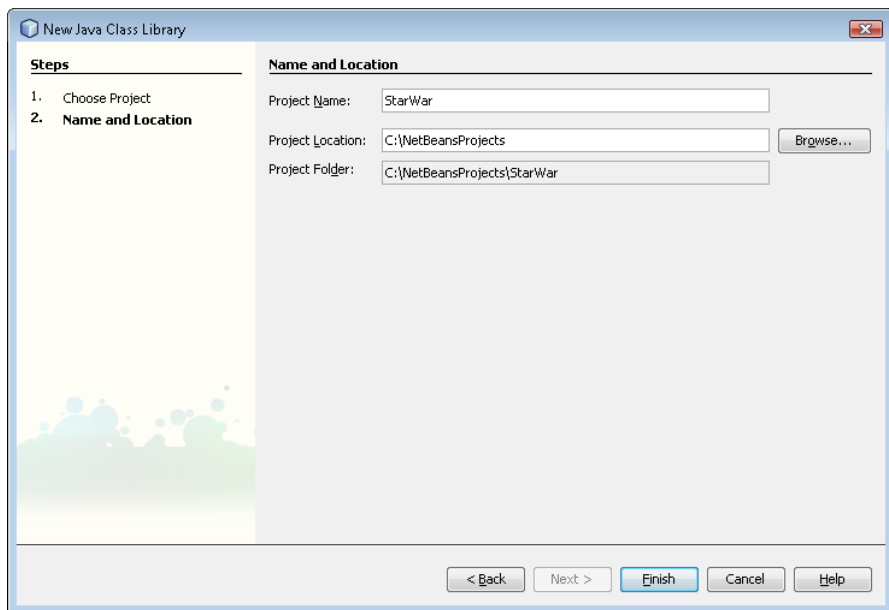 New Java Class Library
Steps
1. Choose Project
2. Name and Location
Name and Location
Project Name: StarWar
Project Location: C:\NetBeansProjects Browse...
Project Folder: C:\NetBeansProjects\StarWar
< Back Next > Finish Cancel Help